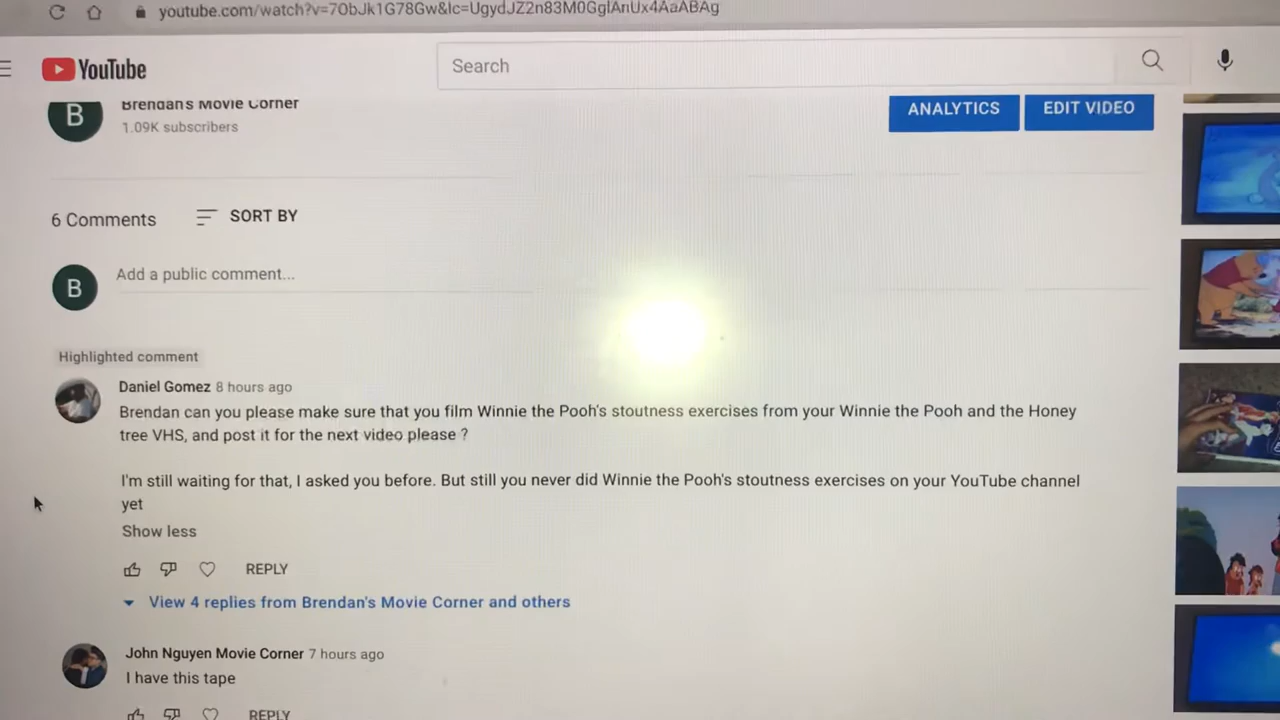 youtube.com/watch?v=7ObJk1G78Gw&lc=UgydJZ2n83M0GglAnUx4AaABAg
YouTube
Search
Brendan's Movie Corner
1.09K subscribers
ANALYTICS
EDIT VIDEO
6 Comments
SORT BY
B
Add a public comment...
B
Highlighted comment
Daniel Gomez 8 hours ago
Brendan can you please make sure that you film Winnie the Pooh's stoutness exercises from your Winnie the Pooh and the Honey
tree VHS, and post it for the next video please ?
I'm still waiting for that, I asked you before. But still you never did Winnie the Pooh's stoutness exercises on your YouTube channel
yet
Show less
REPLY
View 4 replies from Brendan's Movie Corner and others
John Nguyen Movie Corner 7 hours ago
I have this tape
REPLY